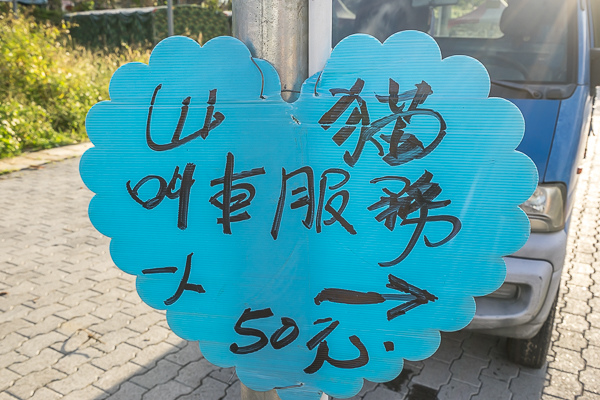 山貓
叫車服務
一人 →
50元.